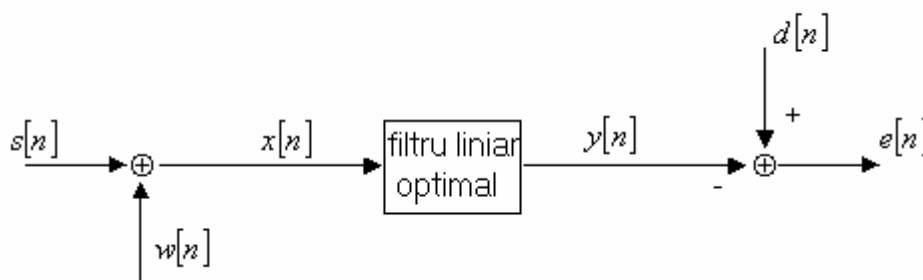 d[n]
+
s[n]
x[n]
filtru liniar
optimal
y[n]
-
e[n]
w[n]